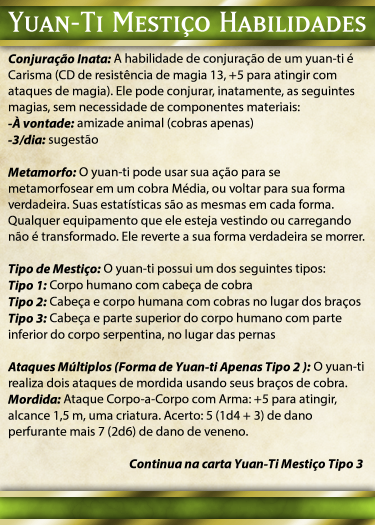 Yuan-Ti Mestiço Habilidades
Conjuração Inata: A habilidade de conjuração de um yuan-ti é
Carisma (CD de resistência de magia 13, +5 para atingir com
ataques de magia). Ele pode conjurar, inatamente, as seguintes
magias, sem necessidade de componentes materiais:
-À vontade: amizade animal (cobras apenas)
-3/dia: sugestão
Metamorfo: O yuan-ti pode usar sua ação para se
metamorfosear em um cobra Média, ou voltar para sua forma
verdadeira. Suas estatísticas são as mesmas em cada forma.
Qualquer equipamento que ele esteja vestindo ou carregando
não é transformado. Ele reverte a sua forma verdadeira se morrer.
Tipo de Mestiço: O yuan-ti possui um dos seguintes tipos:
Tipo 1: Corpo humano com cabeça de cobra
Tipo 2: Cabeça e corpo humana com cobras no lugar dos braços
Tipo 3: Cabeça e parte superior do corpo humano com parte
inferior do corpo serpentina, no lugar das pernas
Ataques Múltiplos (Forma de Yuan-ti Apenas Tipo 2 ): O yuan-ti
realiza dois ataques de mordida usando seus braços de cobra.
Mordida: Ataque Corpo-a-Corpo com Arma: +5 para atingir,
alcance 1,5 m, uma criatura. Acerto: 5 (1d4 + 3) de dano
perfurante mais 7 (2d6) de dano de veneno.
Continua na carta Yuan-Ti Mestiço Tipo 3